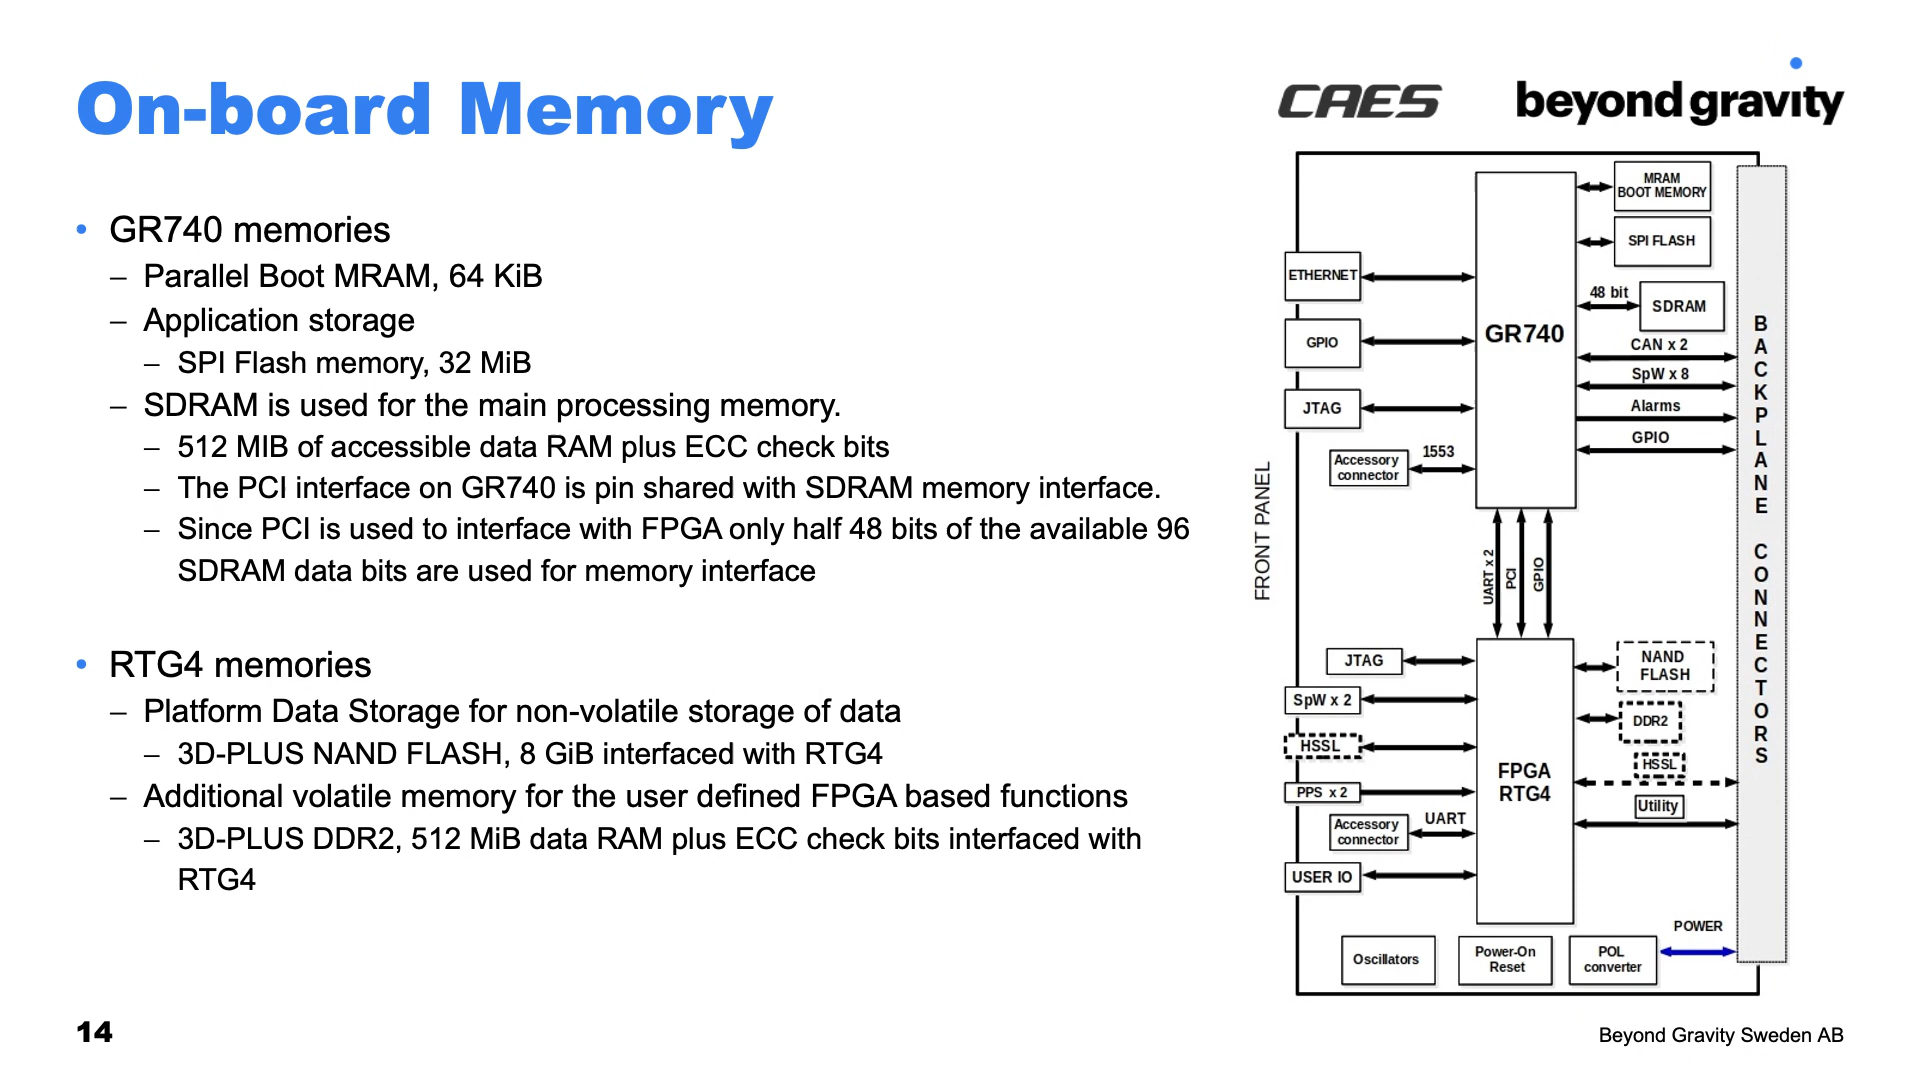 On-board Memory
CAES
beyond gravity
• GR740 memories
– Parallel Boot MRAM, 64 KiB
– Application storage
– SPI Flash memory, 32 MiB
– SDRAM is used for the main processing memory.
– 512 MIB of accessible data RAM plus ECC check bits
– The PCI interface on GR740 is pin shared with SDRAM memory interface.
– Since PCI is used to interface with FPGA only half 48 bits of the available 96
SDRAM data bits are used for memory interface
• RTG4 memories
– Platform Data Storage for non-volatile storage of data
– 3D-PLUS NAND FLASH, 8 GiB interfaced with RTG4
– Additional volatile memory for the user defined FPGA based functions
– 3D-PLUS DDR2, 512 MiB data RAM plus ECC check bits interfaced with
RTG4
FRONT PANEL
ETHERNET
GPIO
JTAG
Accessory
connector
1553
GR740
MRAM
BOOT MEMORY
SPI FLASH
48 bit
SDRAM
CAN x 2
SpW x 8
Alarms
GPIO
BACKPLANE CONNECTORS
UART x 2
PCI
GPIO
JTAG
SpW x 2
HSSL
PPS x 2
Accessory
connector
UART
USER IO
FPGA
RTG4
NAND
FLASH
DDR2
HSSL
Utility
POWER
Oscillators
Power-On
Reset
POL
converter
14
Beyond Gravity Sweden AB